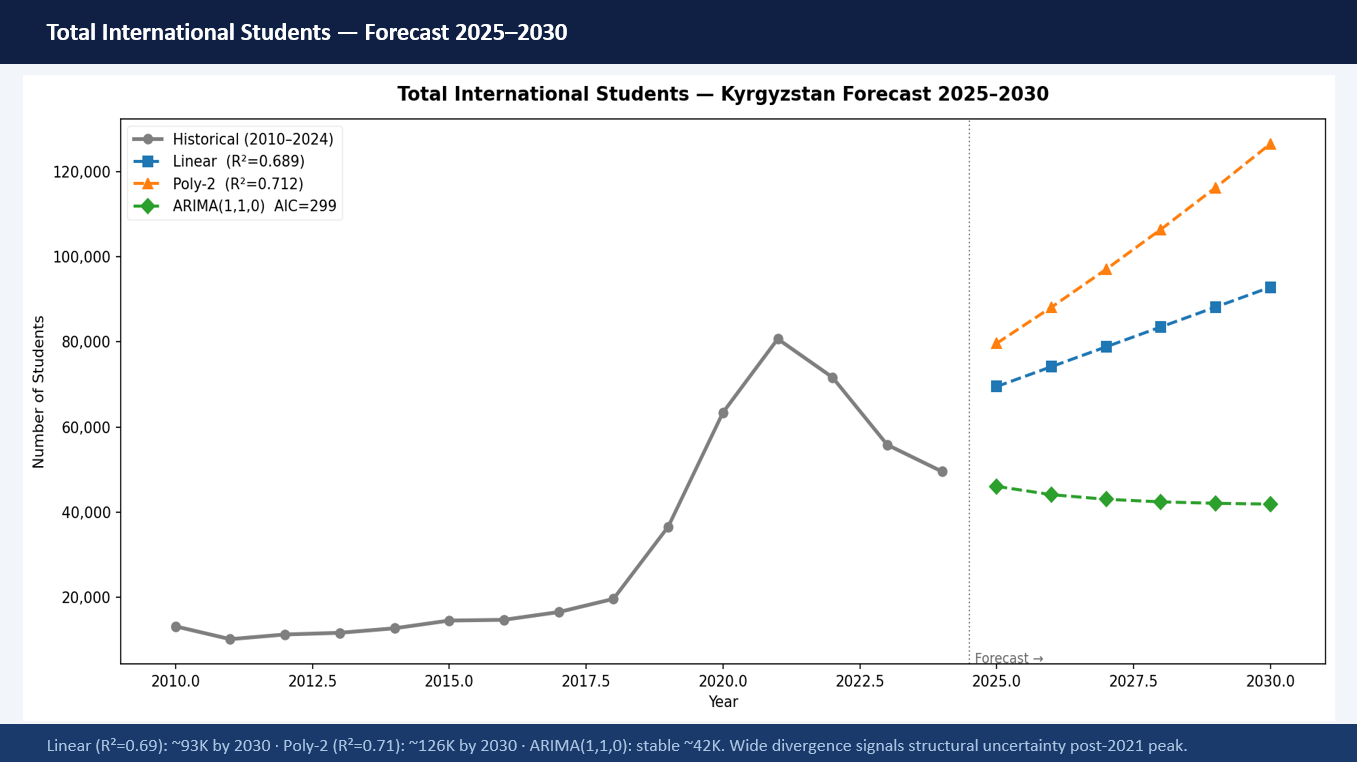 Total International Students — Forecast 2025–2030
Total International Students — Kyrgyzstan Forecast 2025–2030
Historical (2010–2024)
Linear (R²=0.689)
Poly-2 (R²=0.712)
ARIMA(1,1,0) AIC=299
120,000
100,000
80,000
60,000
40,000
20,000
Number of Students
Forecast →
2010.0 2012.5 2015.0 2017.5 2020.0 2022.5 2025.0 2027.5 2030.0
Year
Linear (R²=0.69): ~93K by 2030 · Poly-2 (R²=0.71): ~126K by 2030 · ARIMA(1,1,0): stable ~42K. Wide divergence signals structural uncertainty post-2021 peak.